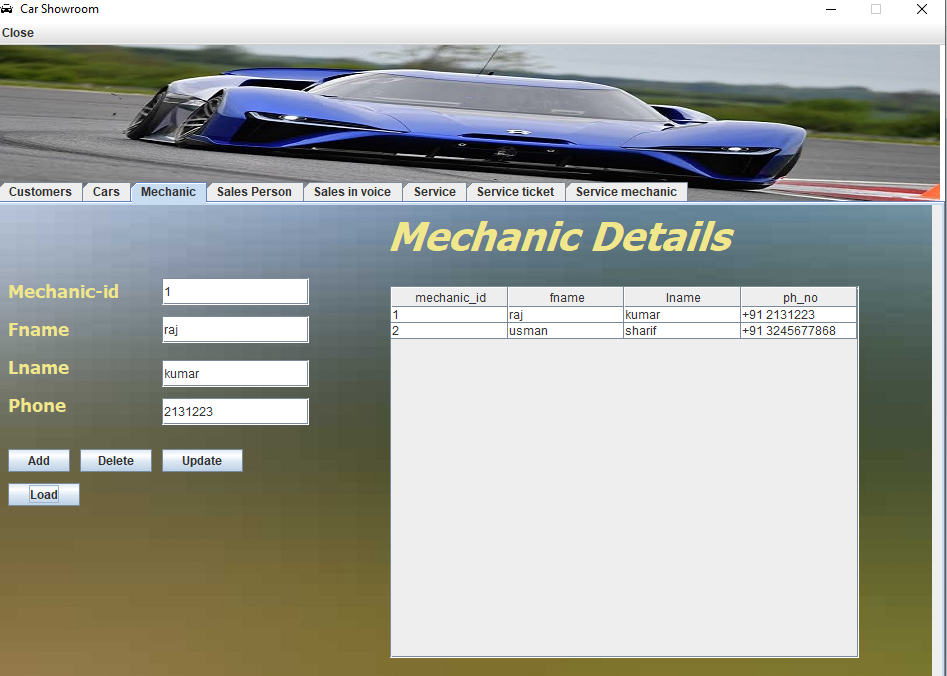 Car Showroom
Close
Customers Cars Mechanic Sales Person Sales in voice Service Service ticket Service mechanic
Mechanic Details
Mechanic-id 1
Fname raj
Lname kumar
Phone 2131223
Add Delete Update
Load
mechanic_id fname lname ph_no
1 raj kumar +91 2131223
2 usman sharif +91 3245677868